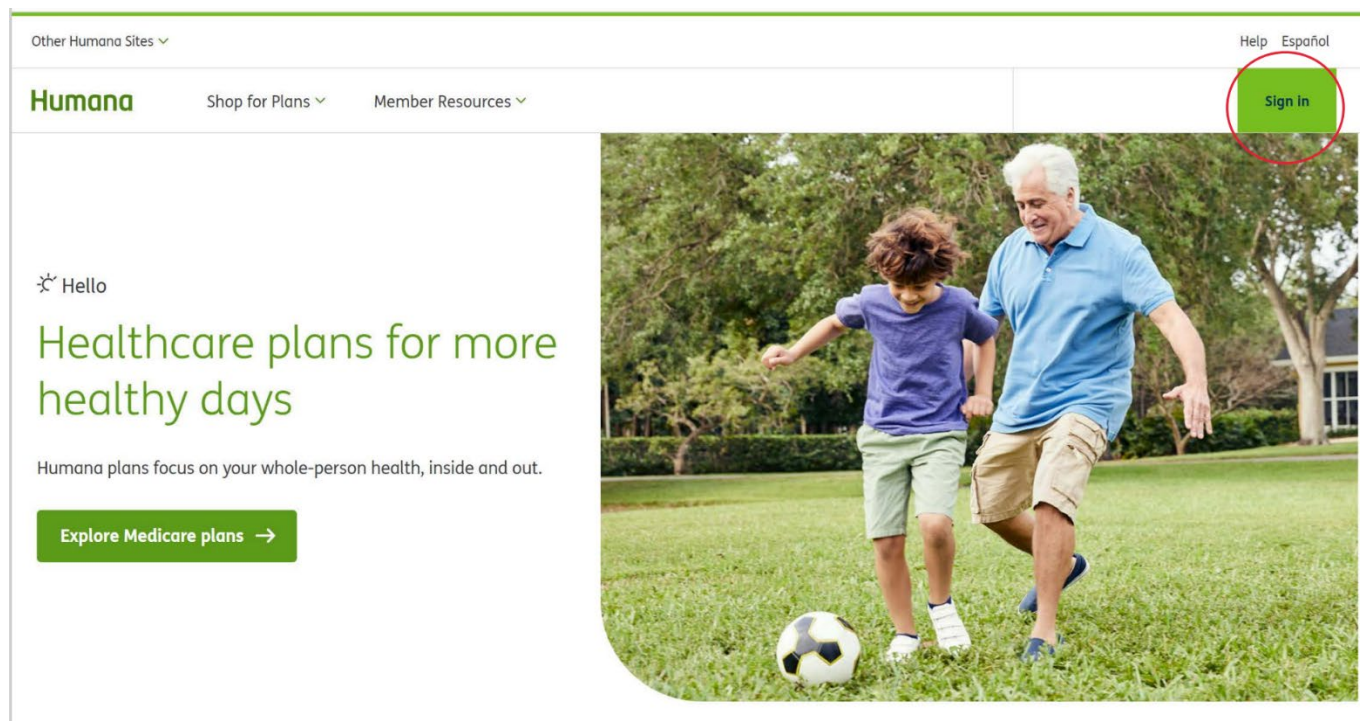 Other Humana Sites
Help Español
Humana Shop for Plans Member Resources Sign in
Hello
Healthcare plans for more
healthy days
Humana plans focus on your whole-person health, inside and out.
Explore Medicare plans →